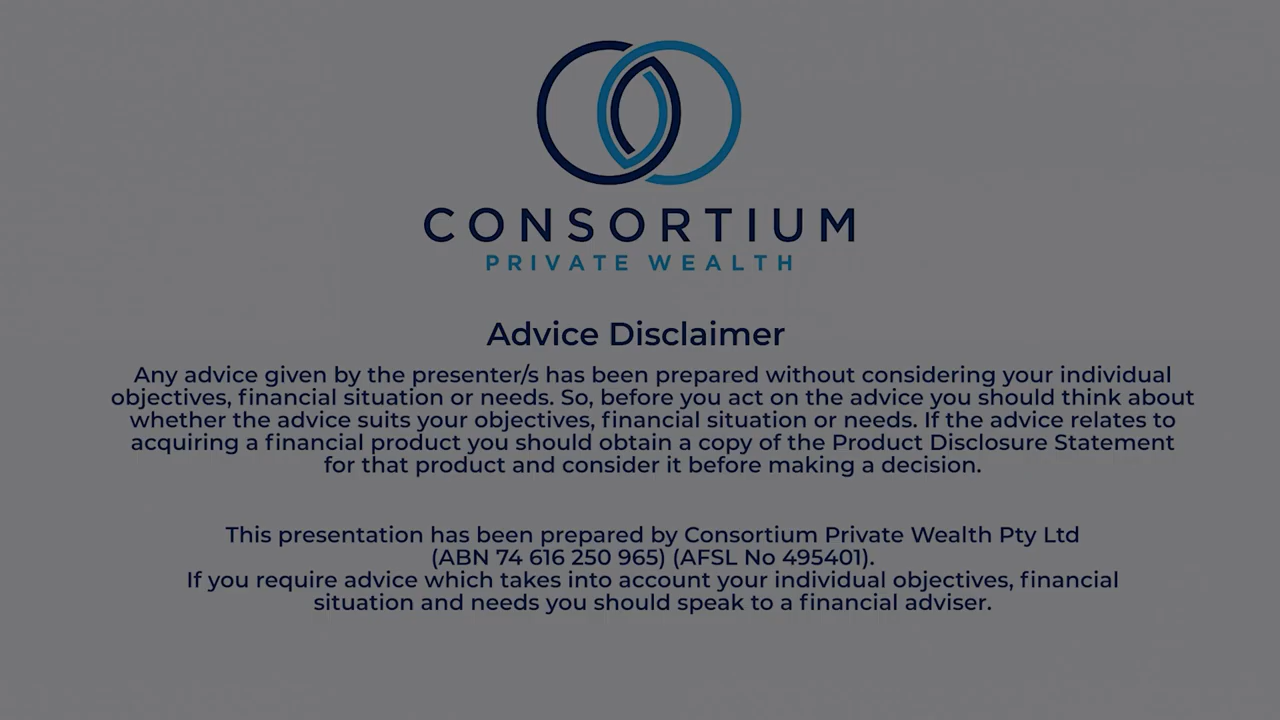 CONSORTIUM
PRIVATE WEALTH
Advice Disclaimer
Any advice given by the presenter/s has been prepared without considering your individual
objectives, financial situation or needs. So, before you act on the advice you should think about
whether the advice suits your objectives, financial situation or needs. If the advice relates to
acquiring a financial product you should obtain a copy of the Product Disclosure Statement
for that product and consider it before making a decision.
This presentation has been prepared by Consortium Private Wealth Pty Ltd
(ABN 74 616 250 965) (AFSL No 495401).
If you require advice which takes into account your individual objectives, financial
situation and needs you should speak to a financial adviser.